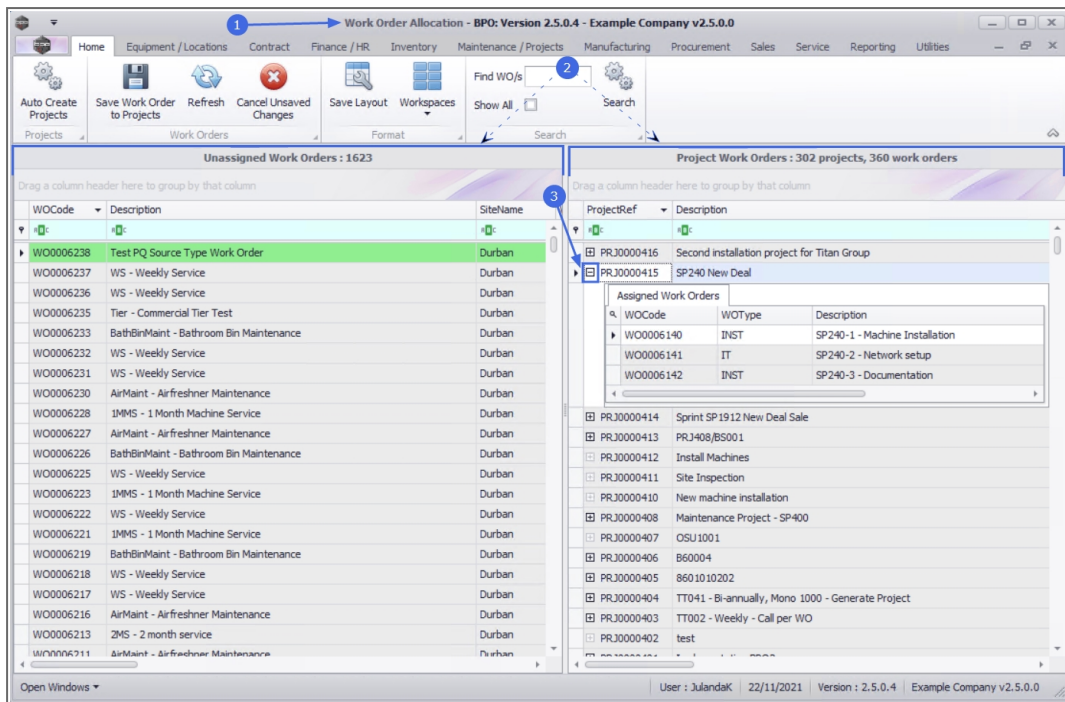 1
Work Order Allocation - BPO: Version 2.5.0.4 - Example Company v2.5.0.0
Home Equipment / Locations Contract Finance / HR Inventory Maintenance / Projects Manufacturing Procurement Sales Service Reporting Utilities
Find WO/s
2
Auto Create Projects
Save Work Order to Projects
Refresh
Cancel Unsaved Changes
Save Layout
Workspaces
Show All
Search
Projects Work Orders Format Search
Unassigned Work Orders : 1623
Drag a column header here to group by that column
WOCode Description SiteName
WO0006238 Test PQ Source Type Work Order Durban
WO0006237 WS - Weekly Service Durban
WO0006236 WS - Weekly Service Durban
WO0006235 Tier - Commercial Tier Test Durban
WO0006233 BathBinMaint - Bathroom Bin Maintenance Durban
WO0006232 WS - Weekly Service Durban
WO0006231 WS - Weekly Service Durban
WO0006230 AirMaint - Airfreshner Maintenance Durban
WO0006228 1MMS - 1 Month Machine Service Durban
WO0006227 AirMaint - Airfreshner Maintenance Durban
WO0006226 BathBinMaint - Bathroom Bin Maintenance Durban
WO0006225 WS - Weekly Service Durban
WO0006223 1MMS - 1 Month Machine Service Durban
WO0006222 WS - Weekly Service Durban
WO0006221 1MMS - 1 Month Machine Service Durban
WO0006219 BathBinMaint - Bathroom Bin Maintenance Durban
WO0006218 WS - Weekly Service Durban
WO0006217 WS - Weekly Service Durban
WO0006216 AirMaint - Airfreshner Maintenance Durban
WO0006213 2MS - 2 month service Durban
WO0006211 AirMaint - Airfreshner Maintenance Durban
Project Work Orders : 302 projects, 360 work orders
Drag a column header here to group by that column
3
ProjectRef Description
PRJ0000416 Second installation project for Titan Group
PRJ0000415 SP240 New Deal
Assigned Work Orders
WOCode WOType Description
WO0006140 INST SP240-1 - Machine Installation
WO0006141 IT SP240-2 - Network setup
WO0006142 INST SP240-3 - Documentation
PRJ0000414 Sprint SP1912 New Deal Sale
PRJ0000413 PRJ408/BS001
PRJ0000412 Install Machines
PRJ0000411 Site Inspection
PRJ0000410 New machine installation
PRJ0000408 Maintenance Project - SP400
PRJ0000407 OSU1001
PRJ0000406 B60004
PRJ0000405 8601010202
PRJ0000404 TT041 - Bi-annually, Mono 1000 - Generate Project
PRJ0000403 TT002 - Weekly - Call per WO
PRJ0000402 test
Open Windows User : JulandaK 22/11/2021 Version : 2.5.0.4 Example Company v2.5.0.0